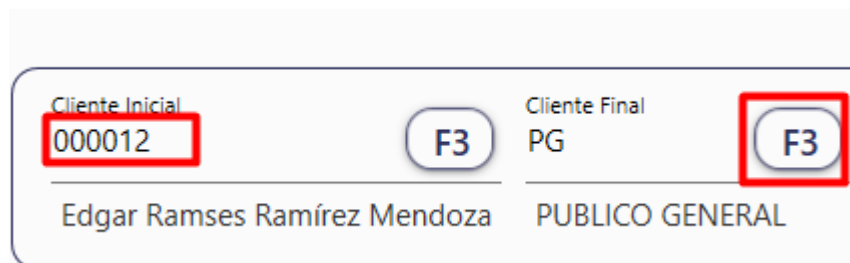 Cliente Inicial
000012
F3
Edgar Ramses Ramírez Mendoza
Cliente Final
PG
F3
PUBLICO GENERAL